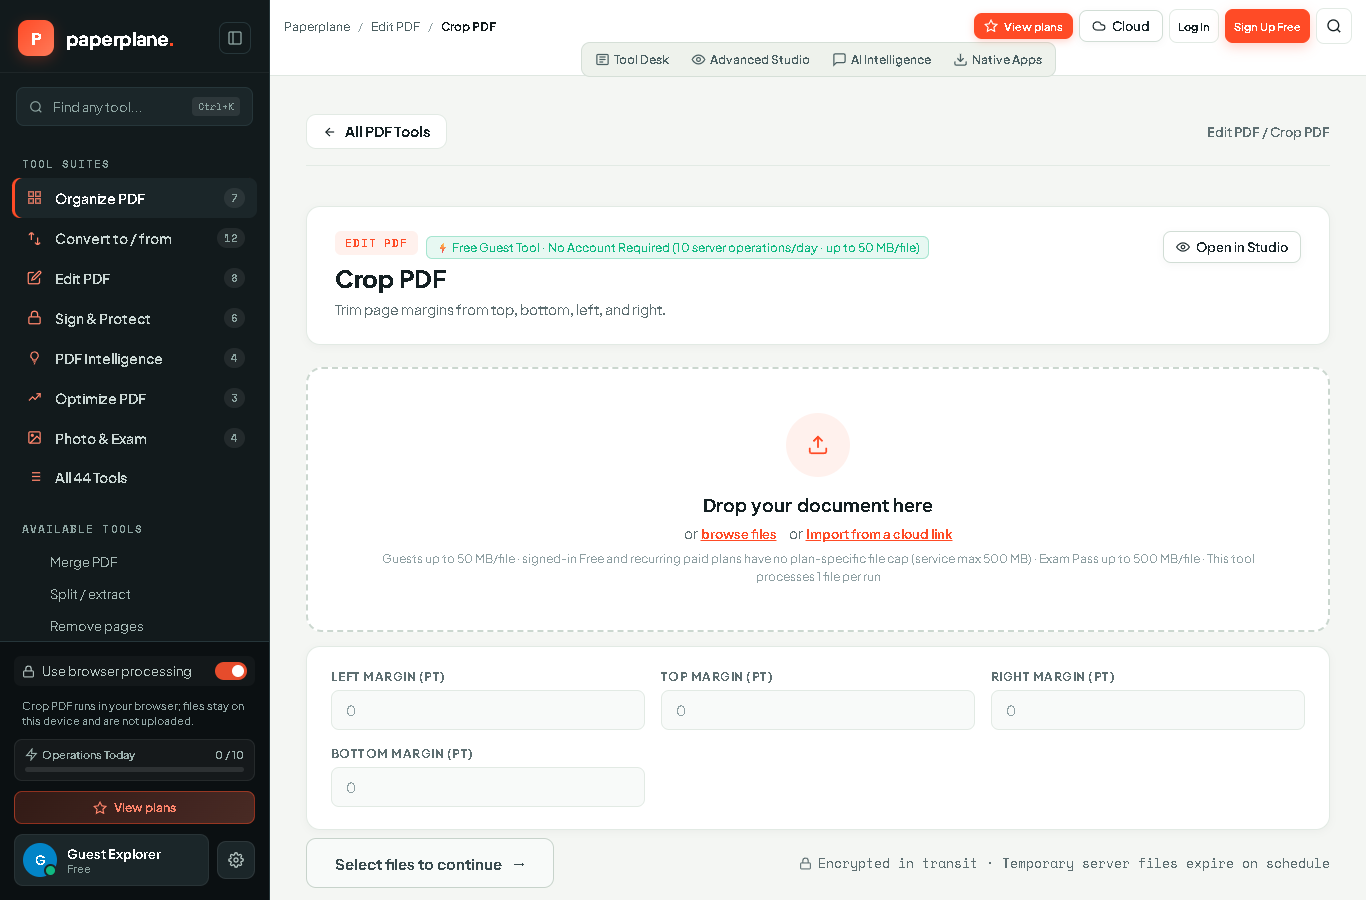 P paperplane.
Find any tool... Ctrl+K
TOOL SUITES
Organize PDF 7
Convert to / from 12
Edit PDF 8
Sign & Protect 6
PDF Intelligence 4
Optimize PDF 3
Photo & Exam 4
All 44 Tools
AVAILABLE TOOLS
Merge PDF
Split / extract
Remove pages
Use browser processing
Crop PDF runs in your browser; files stay on
this device and are not uploaded.
Operations Today 0 / 10
View plans
G Guest Explorer
Free
Paperplane / Edit PDF / Crop PDF
View plans Cloud Log In Sign Up Free
Tool Desk Advanced Studio AI Intelligence Native Apps
← All PDF Tools Edit PDF / Crop PDF
EDIT PDF Free Guest Tool · No Account Required (10 server operations/day · up to 50 MB/file)
Open in Studio
Crop PDF
Trim page margins from top, bottom, left, and right.
Drop your document here
or browse files or Import from a cloud link
Guests up to 50 MB/file · signed-in Free and recurring paid plans have no plan-specific file cap (service max 500 MB) · Exam Pass up to 500 MB/file · This tool
processes 1 file per run
LEFT MARGIN (PT) TOP MARGIN (PT) RIGHT MARGIN (PT)
0 0 0
BOTTOM MARGIN (PT)
0
Select files to continue →
Encrypted in transit · Temporary server files expire on schedule